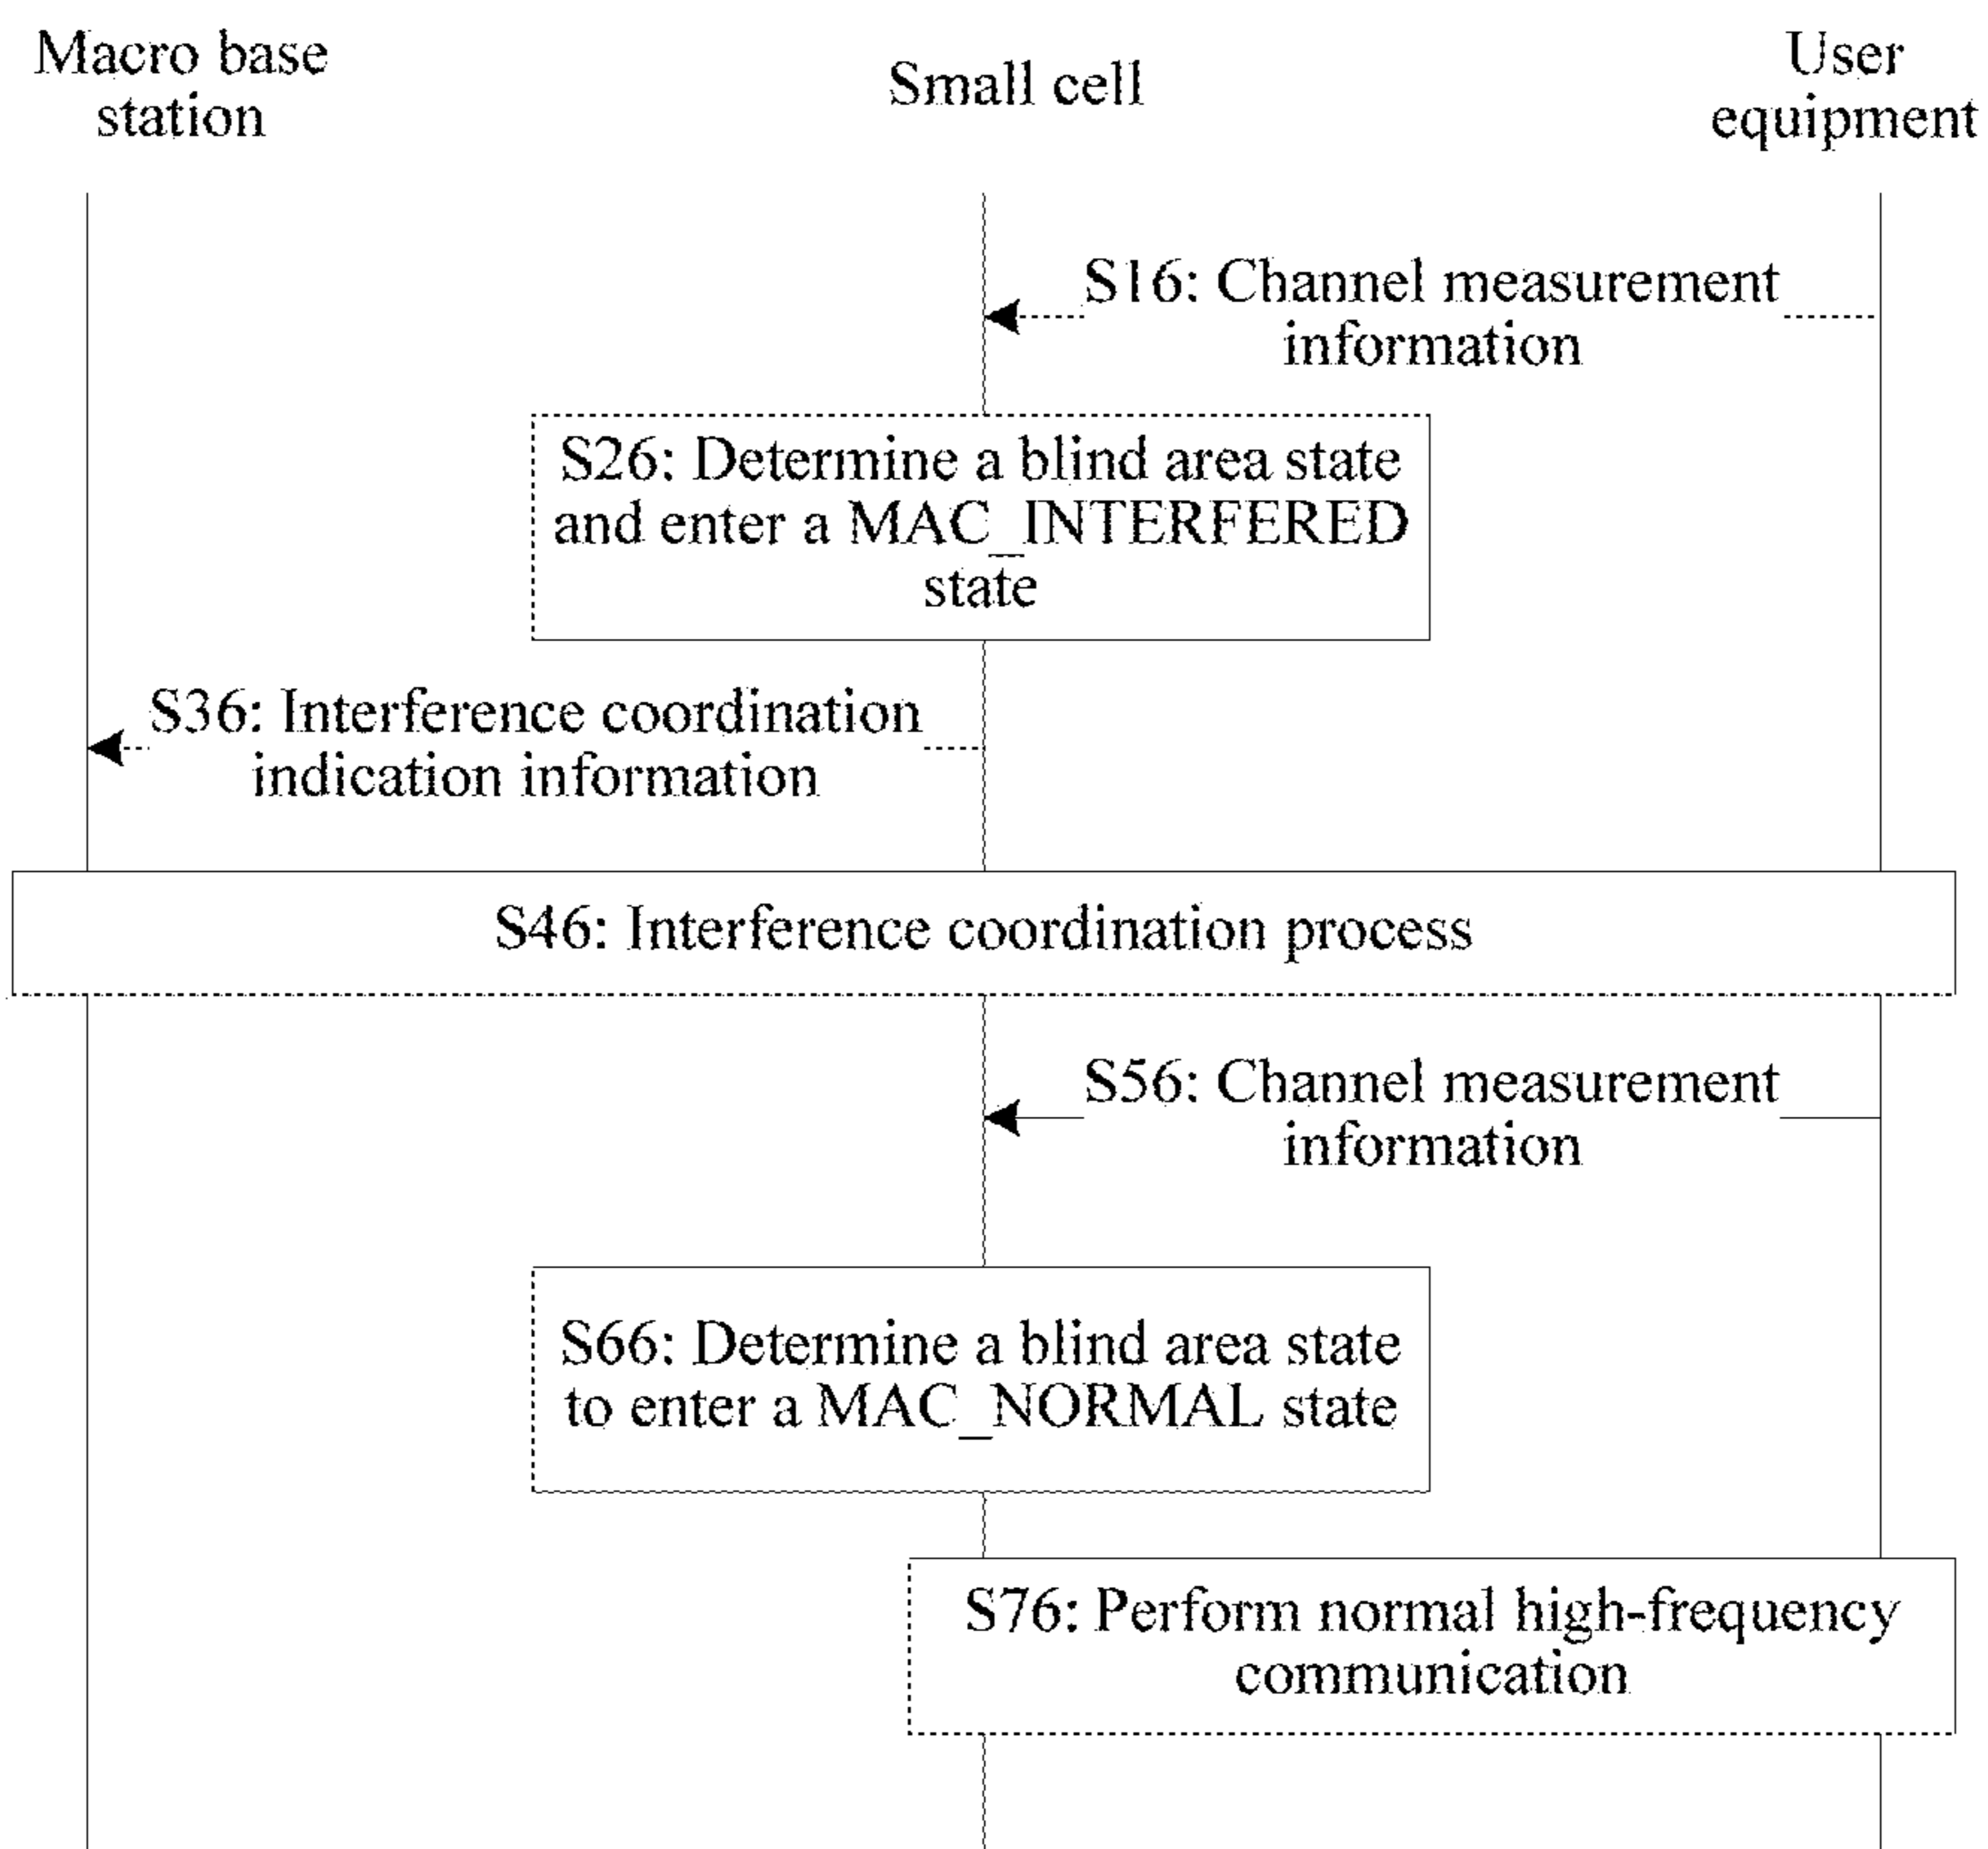 Macro base
station
Small cell
User
equipment
S16: Channel measurement
information
S26: Determine a blind area state
and enter a MAC_INTERFERED
state
S36: Interference coordination
indication information
S46: Interference coordination process
S56: Channel measurement
information
S66: Determine a blind area state
to enter a MAC_NORMAL state
S76: Perform normal high-frequency
communication